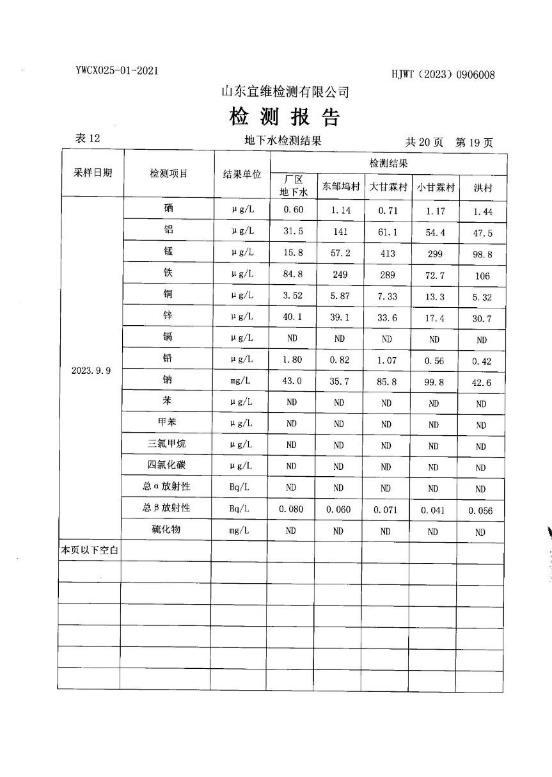 YWCX025-01-2021 HJWT（2023）0906008
山东宜维检测有限公司
检 测 报 告
表 12 地下水检测结果 共 20 页 第 19 页
采样日期 检测项目 结果单位 检测结果
厂区地下水 东邹坞村 大甘霖村 小甘霖村 洪村
2023.9.9
硒 μg/L 0.60 1.14 0.71 1.17 1.44
铝 μg/L 31.5 141 61.1 54.4 47.5
锰 μg/L 15.8 57.2 413 299 98.8
铁 μg/L 84.8 249 289 72.7 106
铜 μg/L 3.52 5.87 7.33 13.3 5.32
锌 μg/L 40.1 39.1 33.6 17.4 30.7
镉 μg/L ND ND ND ND ND
铅 μg/L 1.80 0.82 1.07 0.56 0.42
钠 mg/L 43.0 35.7 85.8 99.8 42.6
苯 μg/L ND ND ND ND ND
甲苯 μg/L ND ND ND ND ND
三氯甲烷 μg/L ND ND ND ND ND
四氯化碳 μg/L ND ND ND ND ND
总α放射性 Bq/L ND ND ND ND ND
总β放射性 Bq/L 0.080 0.060 0.071 0.041 0.056
硫化物 mg/L ND ND ND ND ND
本页以下空白